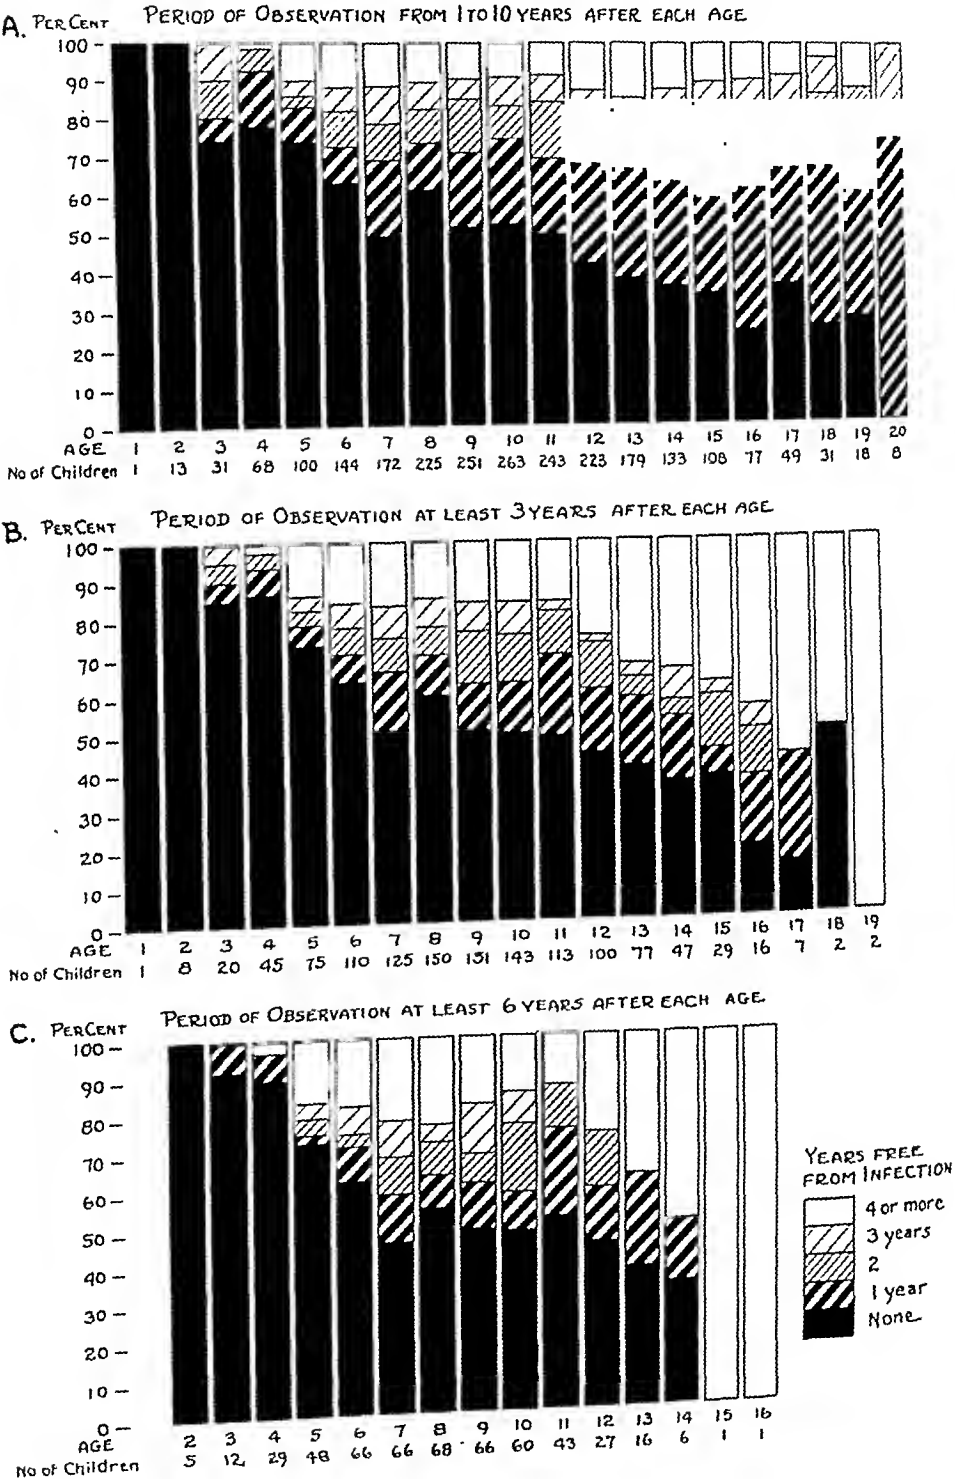 A. PER CENT PERIOD OF OBSERVATION FROM 1 TO 10 YEARS AFTER EACH AGE
100
90
80
70
60
50
40
30
20
10
0
AGE 1 2 3 4 5 6 7 8 9 10 11 12 13 14 15 16 17 18 19 20
No of Children 1 13 31 68 100 144 172 225 251 263 243 223 179 133 108 77 49 31 18 8
B. PER CENT PERIOD OF OBSERVATION AT LEAST 3 YEARS AFTER EACH AGE
100
90
80
70
60
50
40
30
20
10
0
AGE 1 2 3 4 5 6 7 8 9 10 11 12 13 14 15 16 17 18 19
No of Children 1 8 20 45 75 110 125 150 151 143 113 100 77 47 29 16 7 2 2
C. PER CENT PERIOD OF OBSERVATION AT LEAST 6 YEARS AFTER EACH AGE
100
90
80
70
60
50
40
30
20
10
0
AGE 2 3 4 5 6 7 8 9 10 11 12 13 14 15 16
No of Children 5 12 29 48 66 66 68 66 60 43 27 16 6 1 1
YEARS FREE
FROM INFECTION
4 or more
3 years
2
1 year
None